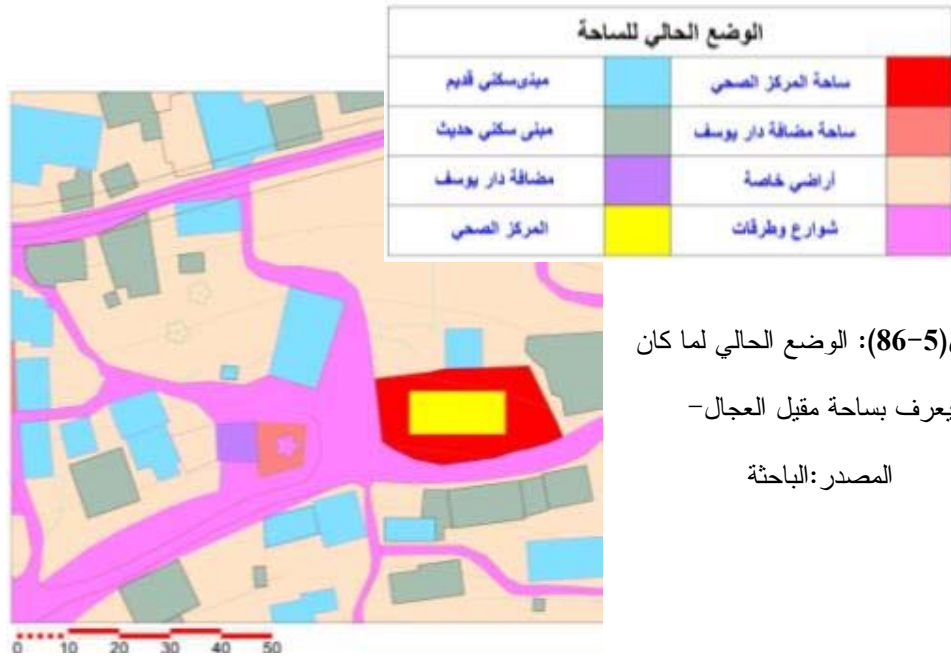 الوضع الحالي للساحة
ساحة المركز الصحي
مبنى سكني قديم
ساحة مضافة دار يوسف
مبنى سكني حديث
أراضي خاصة
مضافة دار يوسف
شوارع وطرقات
المركز الصحي
(5-86): الوضع الحالي لما كان
يعرف بساحة مقيل العجال-
المصدر:الباحثة
0 10 20 30 40 50